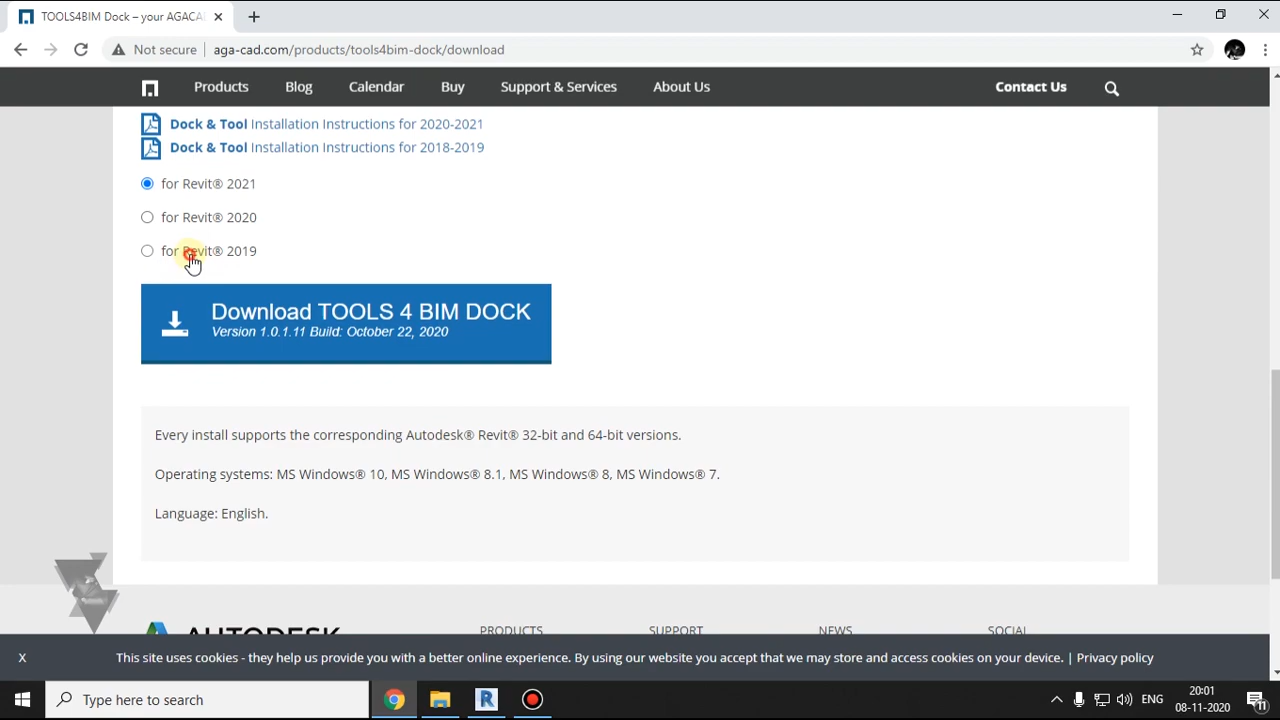 TOOLS4BIM Dock – your AGACA
Not secure
aga-cad.com/products/tools4bim-dock/download
Products
Blog
Calendar
Buy
Support & Services
About Us
Contact Us
Dock & Tool Installation Instructions for 2020-2021
Dock & Tool Installation Instructions for 2018-2019
for Revit® 2021
for Revit® 2020
for Revit® 2019
Download TOOLS 4 BIM DOCK
Version 1.0.1.11 Build: October 22, 2020
Every install supports the corresponding Autodesk® Revit® 32-bit and 64-bit versions.
Operating systems: MS Windows® 10, MS Windows® 8.1, MS Windows® 8, MS Windows® 7.
Language: English.
AUTODESK
PRODUCTS
SUPPORT
NEWS
SOCIAL
X
This site uses cookies - they help us provide you with a better online experience. By using our website you accept that we may store and access cookies on your device. | Privacy policy
Type here to search
R
ENG
20:01
08-11-2020
11